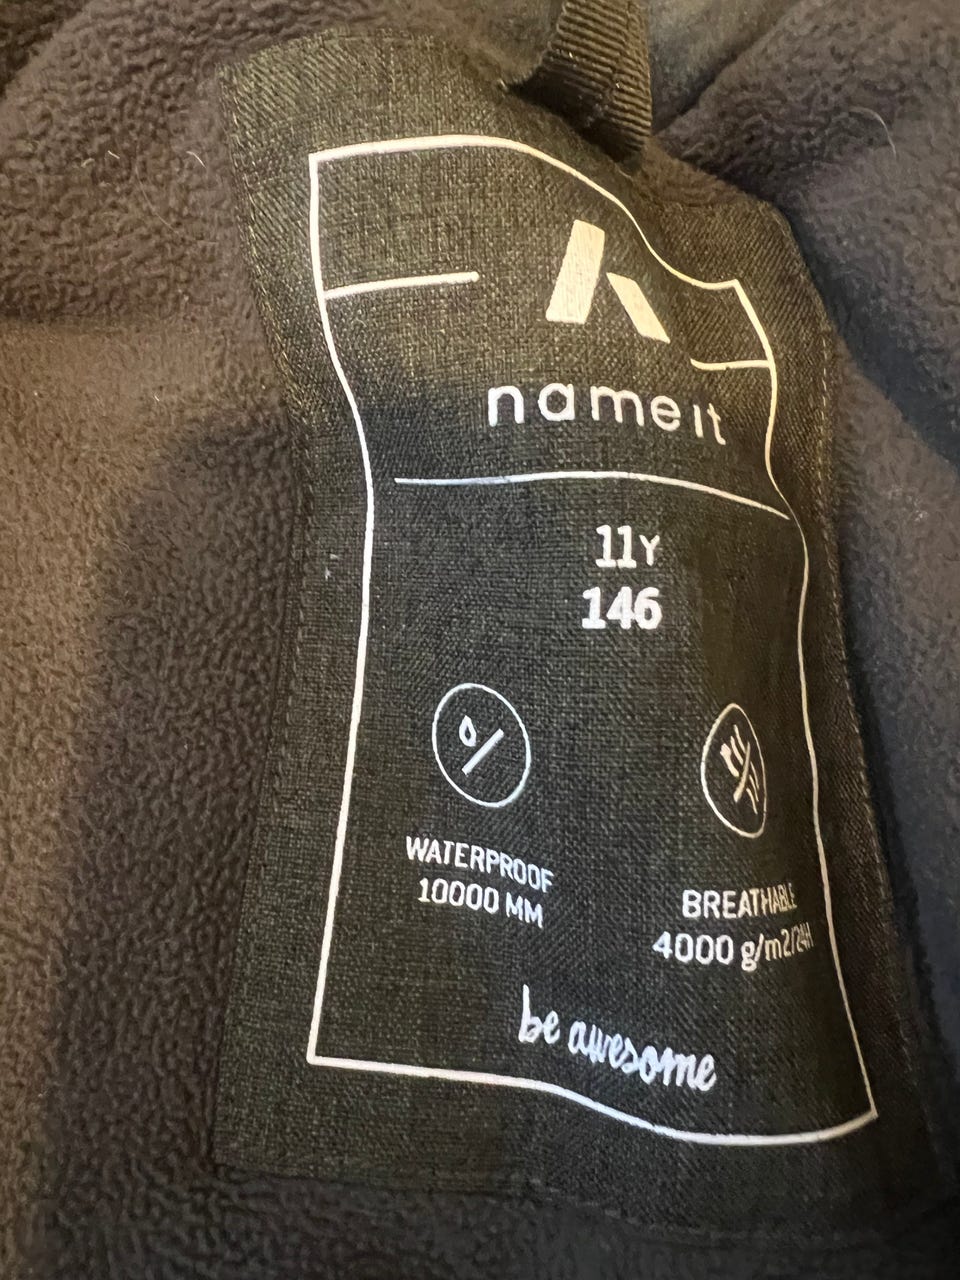 name it
11Y
146
WATERPROOF
10000 MM
BREATHABLE
4000 g/m2/24H
be awesome